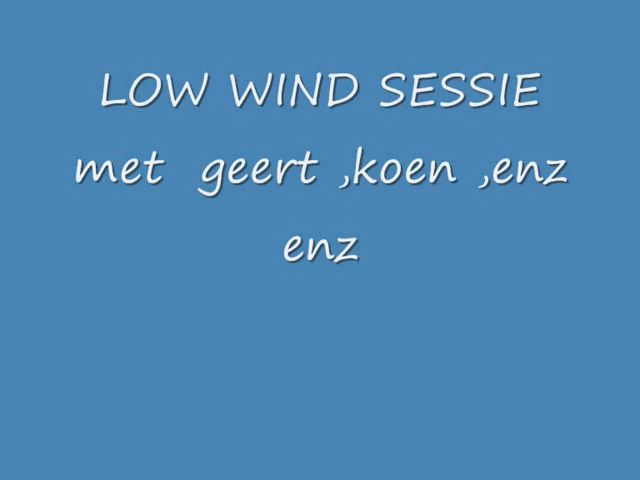 LOW WIND SESSIE
met geert ,koen ,enz
enz